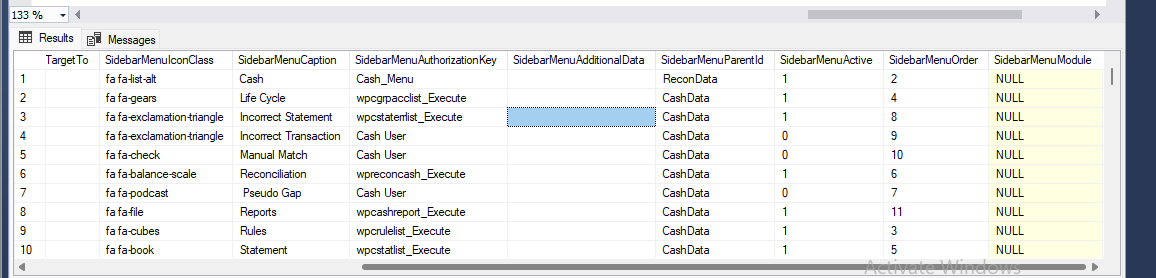 133 %
Results Messages
TargetTo SidebarMenuIconClass SidebarMenuCaption SidebarMenuAuthorizationKey SidebarMenuAdditionalData SidebarMenuParentId SidebarMenuActive SidebarMenuOrder SidebarMenuModule
1 fa fa-list-alt Cash Cash_Menu ReconData 1 2 NULL
2 fa fa-gears Life Cycle wpcgrpacclist_Execute CashData 1 4 NULL
3 fa fa-exclamation-triangle Incorrect Statement wpcstaterrlist_Execute CashData 1 8 NULL
4 fa fa-exclamation-triangle Incorrect Transaction Cash User CashData 0 9 NULL
5 fa fa-check Manual Match Cash User CashData 0 10 NULL
6 fa fa-balance-scale Reconciliation wpreconcash_Execute CashData 1 6 NULL
7 fa fa-podcast Pseudo Gap Cash User CashData 0 7 NULL
8 fa fa-file Reports wpcashreport_Execute CashData 1 11 NULL
9 fa fa-cubes Rules wpcrulelist_Execute CashData 1 3 NULL
10 fa fa-book Statement wpcstatlist_Execute CashData 1 5 NULL
Activate Windows